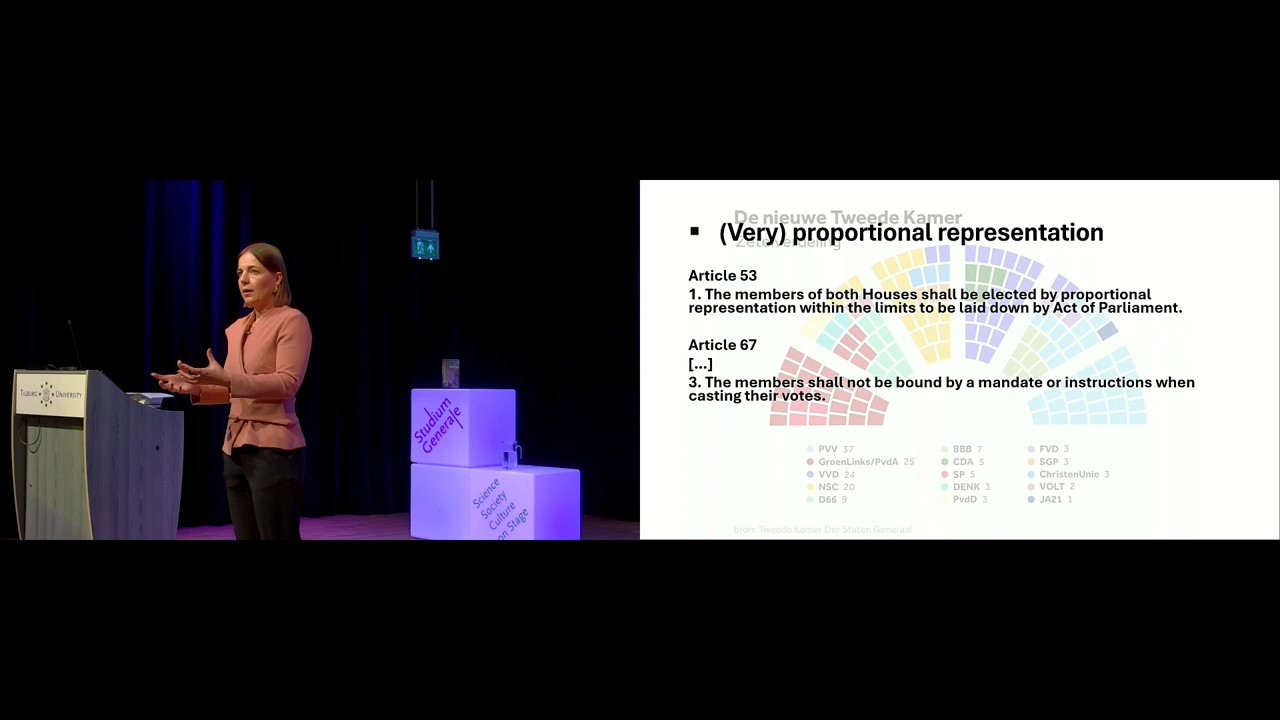 TILBURG UNIVERSITY
Studium
Generale
Science
Society
Culture
on Stage
De nieuwe Tweede Kamer
Zetelverdeling
▪ (Very) proportional representation
Article 53
1. The members of both Houses shall be elected by proportional
representation within the limits to be laid down by Act of Parliament.
Article 67
[...]
3. The members shall not be bound by a mandate or instructions when
casting their votes.
PVV 37
GroenLinks/PvdA 25
VVD 24
NSC 20
D66 9
BBB 7
CDA 5
SP 5
DENK 3
PvdD 3
FVD 3
SGP 3
ChristenUnie 3
VOLT 2
JA21 1
bron: Tweede Kamer Der Staten Generaal